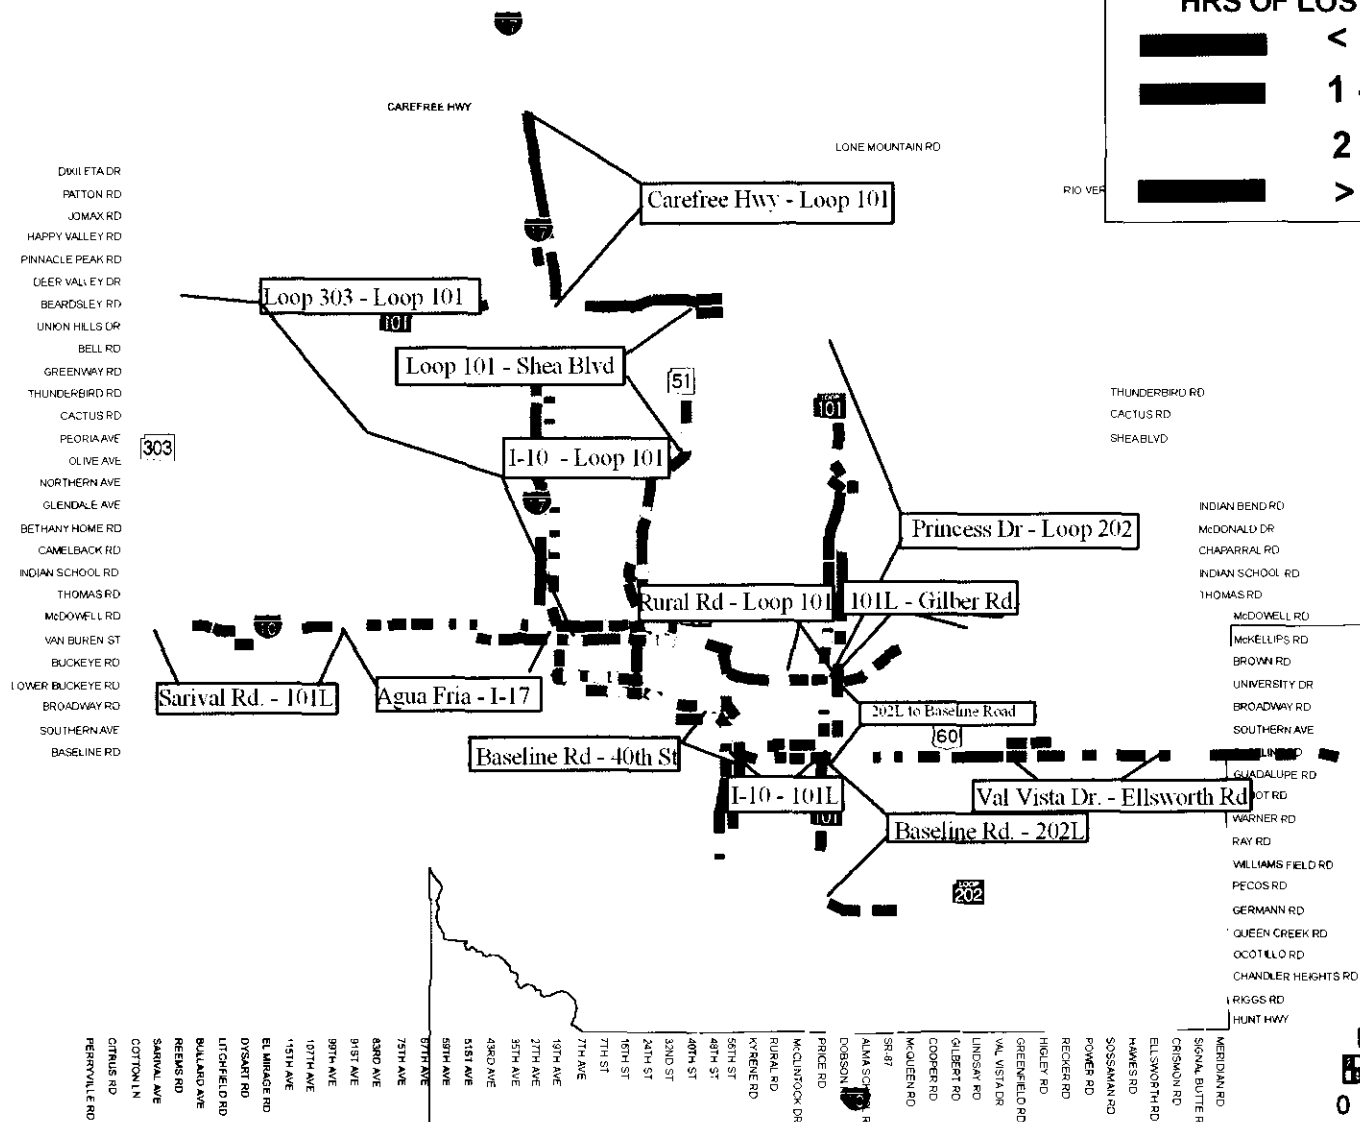 HRS OF LOS
<
1
2
>
CAREFREE HWY
LONE MOUNTAIN RD
RIO VER
DIXILETA DR
PATTON RD
JOMAX RD
HAPPY VALLEY RD
PINNACLE PEAK RD
DEER VALLEY DR
BEARDSLEY RD
UNION HILLS DR
BELL RD
GREENWAY RD
THUNDERBIRD RD
CACTUS RD
PEORIA AVE
OLIVE AVE
NORTHERN AVE
GLENDALE AVE
BETHANY HOME RD
CAMELBACK RD
INDIAN SCHOOL RD
THOMAS RD
McDOWELL RD
VAN BUREN ST
BUCKEYE RD
LOWER BUCKEYE RD
BROADWAY RD
SOUTHERN AVE
BASELINE RD
Carefree Hwy - Loop 101
17
Loop 303 - Loop 101
101
Loop 101 - Shea Blvd
51
LOOP
101
303
I-10 - Loop 101
17
Princess Dr - Loop 202
Rural Rd - Loop 101
101L - Gilber Rd.
10
Sarival Rd. - 101L
Agua Fria - I-17
202L to Baseline Road
60
Baseline Rd - 40th St
I-10 - 101L
Val Vista Dr. - Ellsworth Rd
101
Baseline Rd. - 202L
LOOP
202
THUNDERBIRD RD
CACTUS RD
SHEA BLVD
INDIAN BEND RD
McDONALD DR
CHAPARRAL RD
INDIAN SCHOOL RD
THOMAS RD
McDOWELL RD
McKELLIPS RD
BROWN RD
UNIVERSITY DR
BROADWAY RD
SOUTHERN AVE
GUADALUPE RD
OT RD
WARNER RD
RAY RD
WILLIAMS FIELD RD
PECOS RD
GERMANN RD
QUEEN CREEK RD
OCOTILLO RD
CHANDLER HEIGHTS RD
RIGGS RD
HUNT HWY
PERRYVILLE RD
CITRUS RD
COTTON LN
SARIVAL AVE
REEMS RD
BULLARD AVE
LITCHFIELD RD
DYSART RD
EL MIRAGE RD
115TH AVE
107TH AVE
99TH AVE
91ST AVE
83RD AVE
75TH AVE
67TH AVE
59TH AVE
51ST AVE
43RD AVE
35TH AVE
27TH AVE
19TH AVE
7TH AVE
7TH ST
16TH ST
24TH ST
32ND ST
40TH ST
48TH ST
56TH ST
KYRENE RD
RURAL RD
McCLINTOCK DR
PRICE RD
DOBSON
ALMA SCHOOL R
SR-87
McQUEEN RD
COOPER RD
GILBERT RD
LINDSAY RD
VAL VISTA DR
GREENFIELD RD
HIGLEY RD
RECKER RD
POWER RD
SOSSAMAN RD
HAWES RD
ELLSWORTH RD
CRISMON RD
SIGNAL BUTTE R
MERIDIAN RD
0